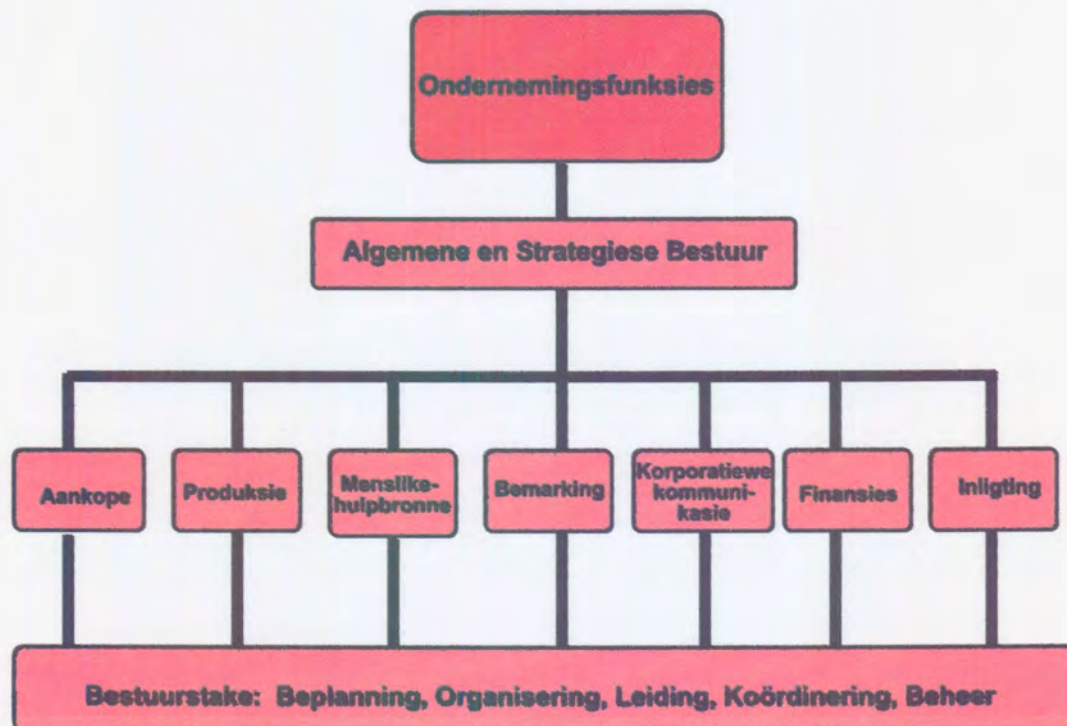 Ondernemingsfunksies
Algemene en Strategiese Bestuur
Aankope
Produksie
Menslike-
hulpbronne
Bemarking
Korporatiewe
kommuni-
kasie
Finansies
Inligting
Bestuurstake: Beplanning, Organisering, Leiding, Koördinering, Beheer